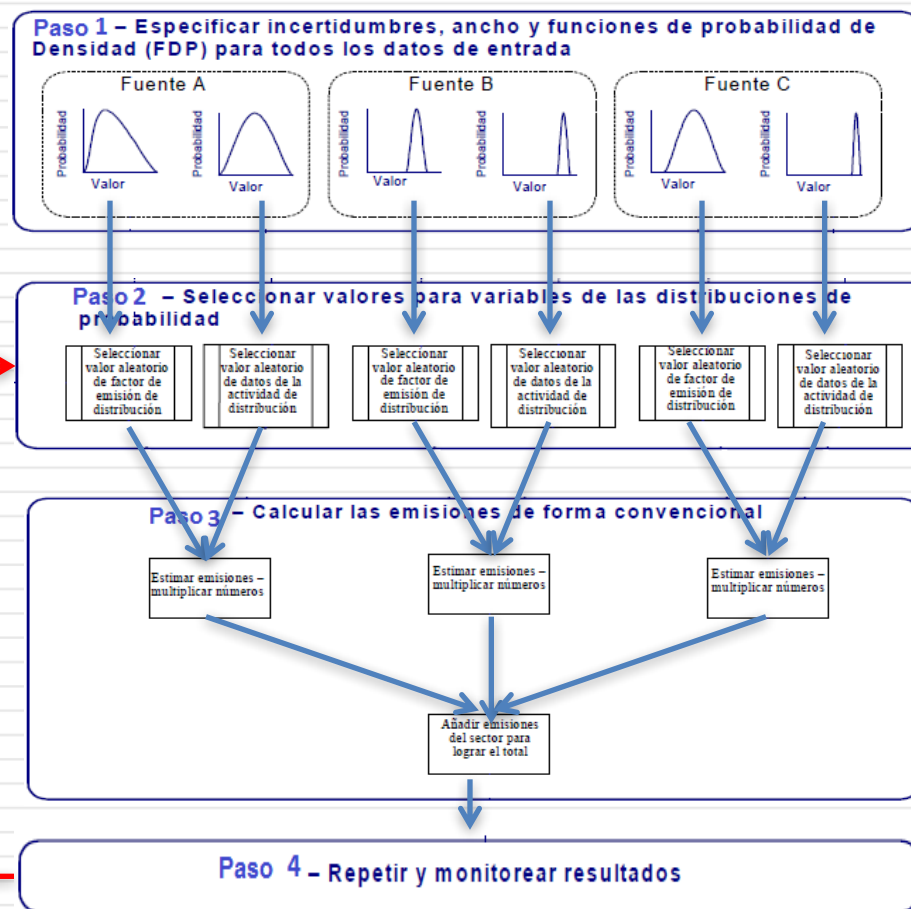 Paso 1 – Especificar incertidumbres, ancho y funciones de probabilidad de
Densidad (FDP) para todos los datos de entrada
Fuente A
Fuente B
Fuente C
Probabilidad
Valor
Probabilidad
Valor
Probabilidad
Valor
Probabilidad
Valor
Probabilidad
Valor
Probabilidad
Valor
Paso 2 – Seleccionar valores para variables de las distribuciones de
probabilidad
Seleccionar
valor aleatorio
de factor de
emisión de
distribución
Seleccionar
valor aleatorio
de datos de la
actividad de
distribución
Seleccionar
valor aleatorio
de factor de
emisión de
distribución
Seleccionar
valor aleatorio
de datos de la
actividad de
distribución
Seleccionar
valor aleatorio
de factor de
emisión de
distribución
Seleccionar
valor aleatorio
de datos de la
actividad de
distribución
Paso 3 – Calcular las emisiones de forma convencional
Estimar emisiones –
multiplicar números
Estimar emisiones –
multiplicar números
Estimar emisiones –
multiplicar números
Añadir emisiones
del sector para
lograr el total
Paso 4 – Repetir y monitorear resultados